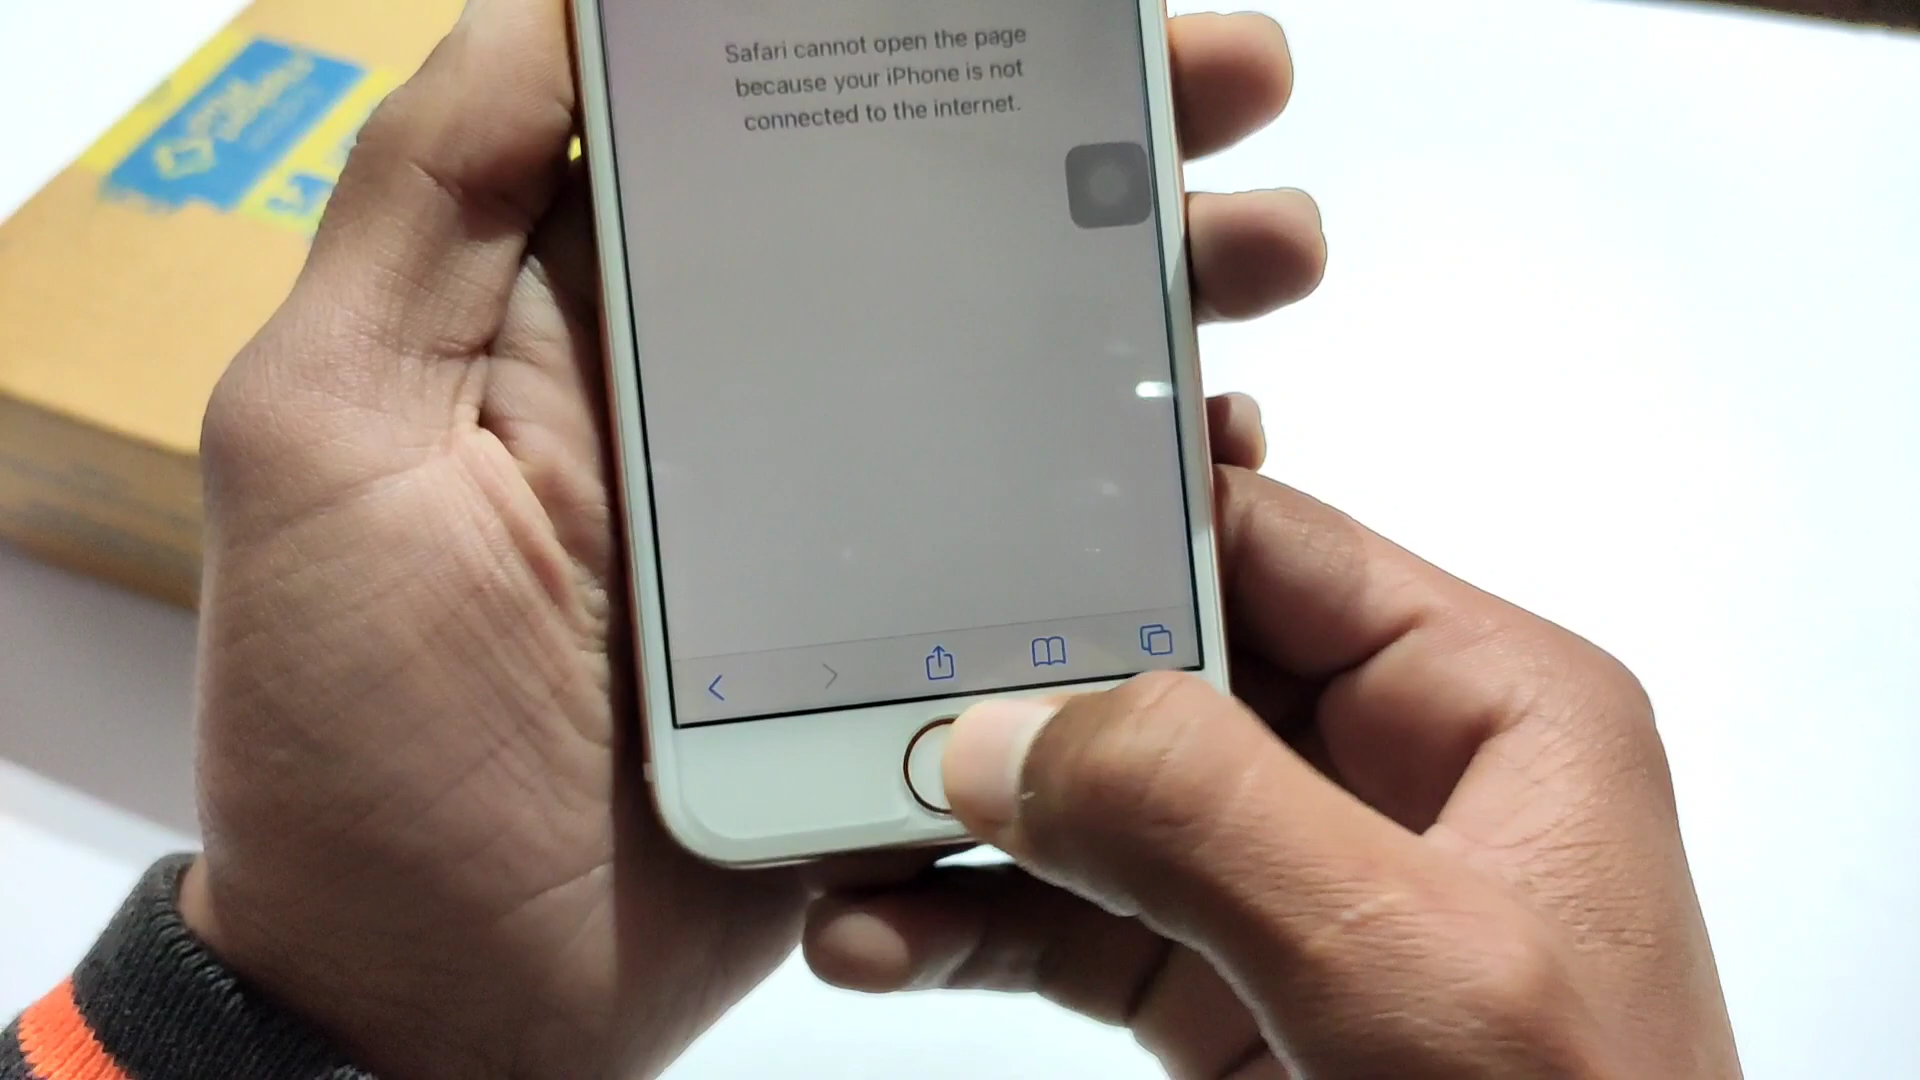 Safari cannot open the page
because your iPhone is not
connected to the internet.